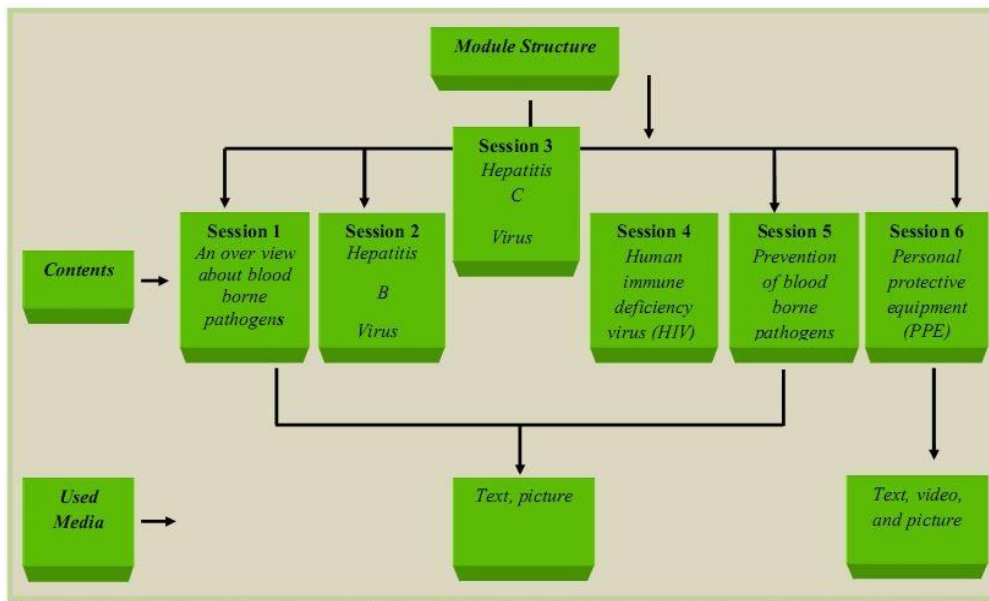 Module Structure
Session 3
Hepatitis
C
Virus
Contents
Session 1
An over view
about blood
borne
pathogens
Session 2
Hepatitis
B
Virus
Session 4
Human
immune
deficiency
virus (HIV)
Session 5
Prevention
of blood
borne
pathogens
Session 6
Personal
protective
equipment
(PPE)
Used
Media
Text, picture
Text, video,
and picture